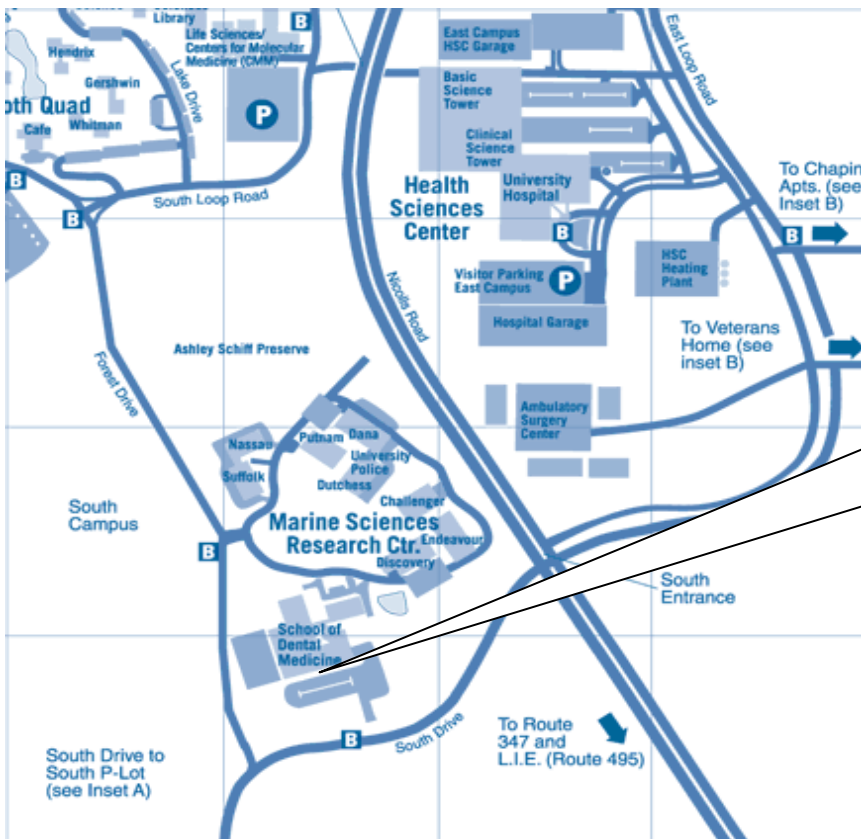 Library
B
Life Sciences/
Centers for Molecular
Medicine (CMM)
P
East Campus
HSC Garage
East Loop Road
Hendrix
Gershwin
Lake Drive
oth Quad
Cafe
Whitman
Basic
Science
Tower
Clinical
Science
Tower
B
South Loop Road
B
Health
Sciences
Center
University
Hospital
To Chapin
Apts. (see
Inset B)
B
B
Visitor Parking
East Campus
P
HSC
Heating
Plant
Nicolls Road
Hospital Garage
To Veterans
Home (see
inset B)
Ashley Schiff Preserve
Forest Drive
Ambulatory
Surgery
Center
Nassau
Putnam
Dana
Suffolk
University
Police
Dutchess
South
Campus
Challenger
Marine Sciences
Research Ctr.
Endeavour
Discovery
B
South
Entrance
School of
Dental
Medicine
South Drive
B
To Route
347 and
L.I.E. (Route 495)
South Drive to
South P-Lot
(see Inset A)